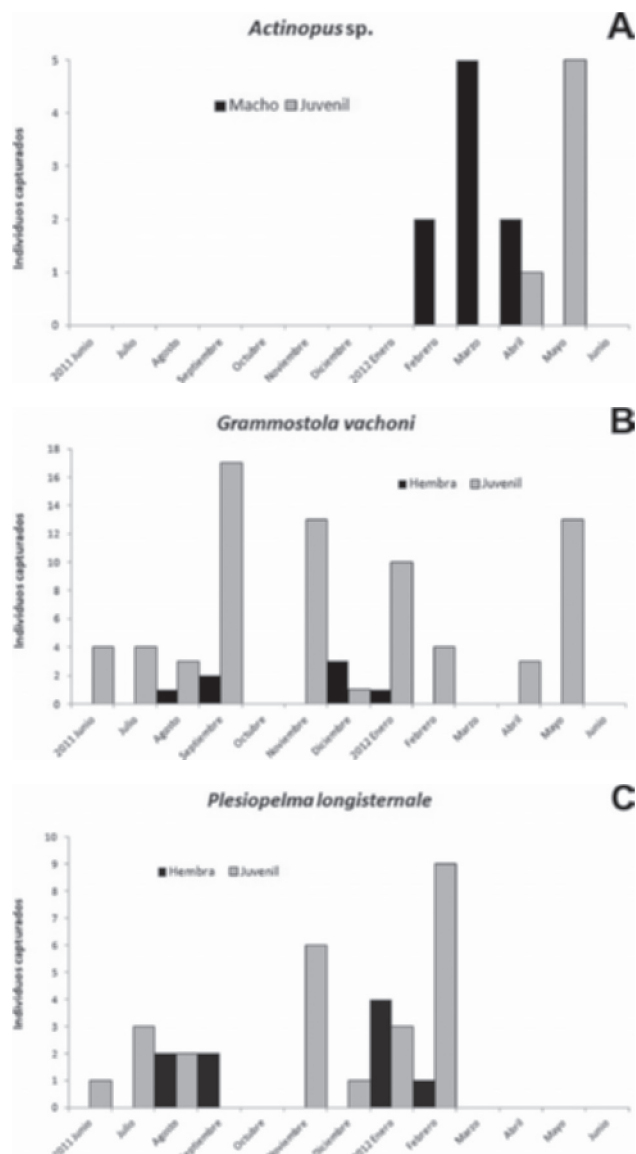 Actinopus sp.
A
Macho Juvenil
Individuos capturados
5
4
3
2
1
0
2011 Junio
Julio
Agosto
Septiembre
Octubre
Noviembre
Diciembre
2012 Enero
Febrero
Marzo
Abril
Mayo
Junio
Grammostola vachoni
B
Hembra Juvenil
Individuos capturados
18
16
14
12
10
8
6
4
2
0
2011 Junio
Julio
Agosto
Septiembre
Octubre
Noviembre
Diciembre
2012 Enero
Febrero
Marzo
Abril
Mayo
Junio
Plesiopelma longisternale
C
Hembra Juvenil
Individuos capturados
10
9
8
7
6
5
4
3
2
1
0
2011 Junio
Julio
Agosto
Septiembre
Octubre
Noviembre
Diciembre
2012 Enero
Febrero
Marzo
Abril
Mayo
Junio